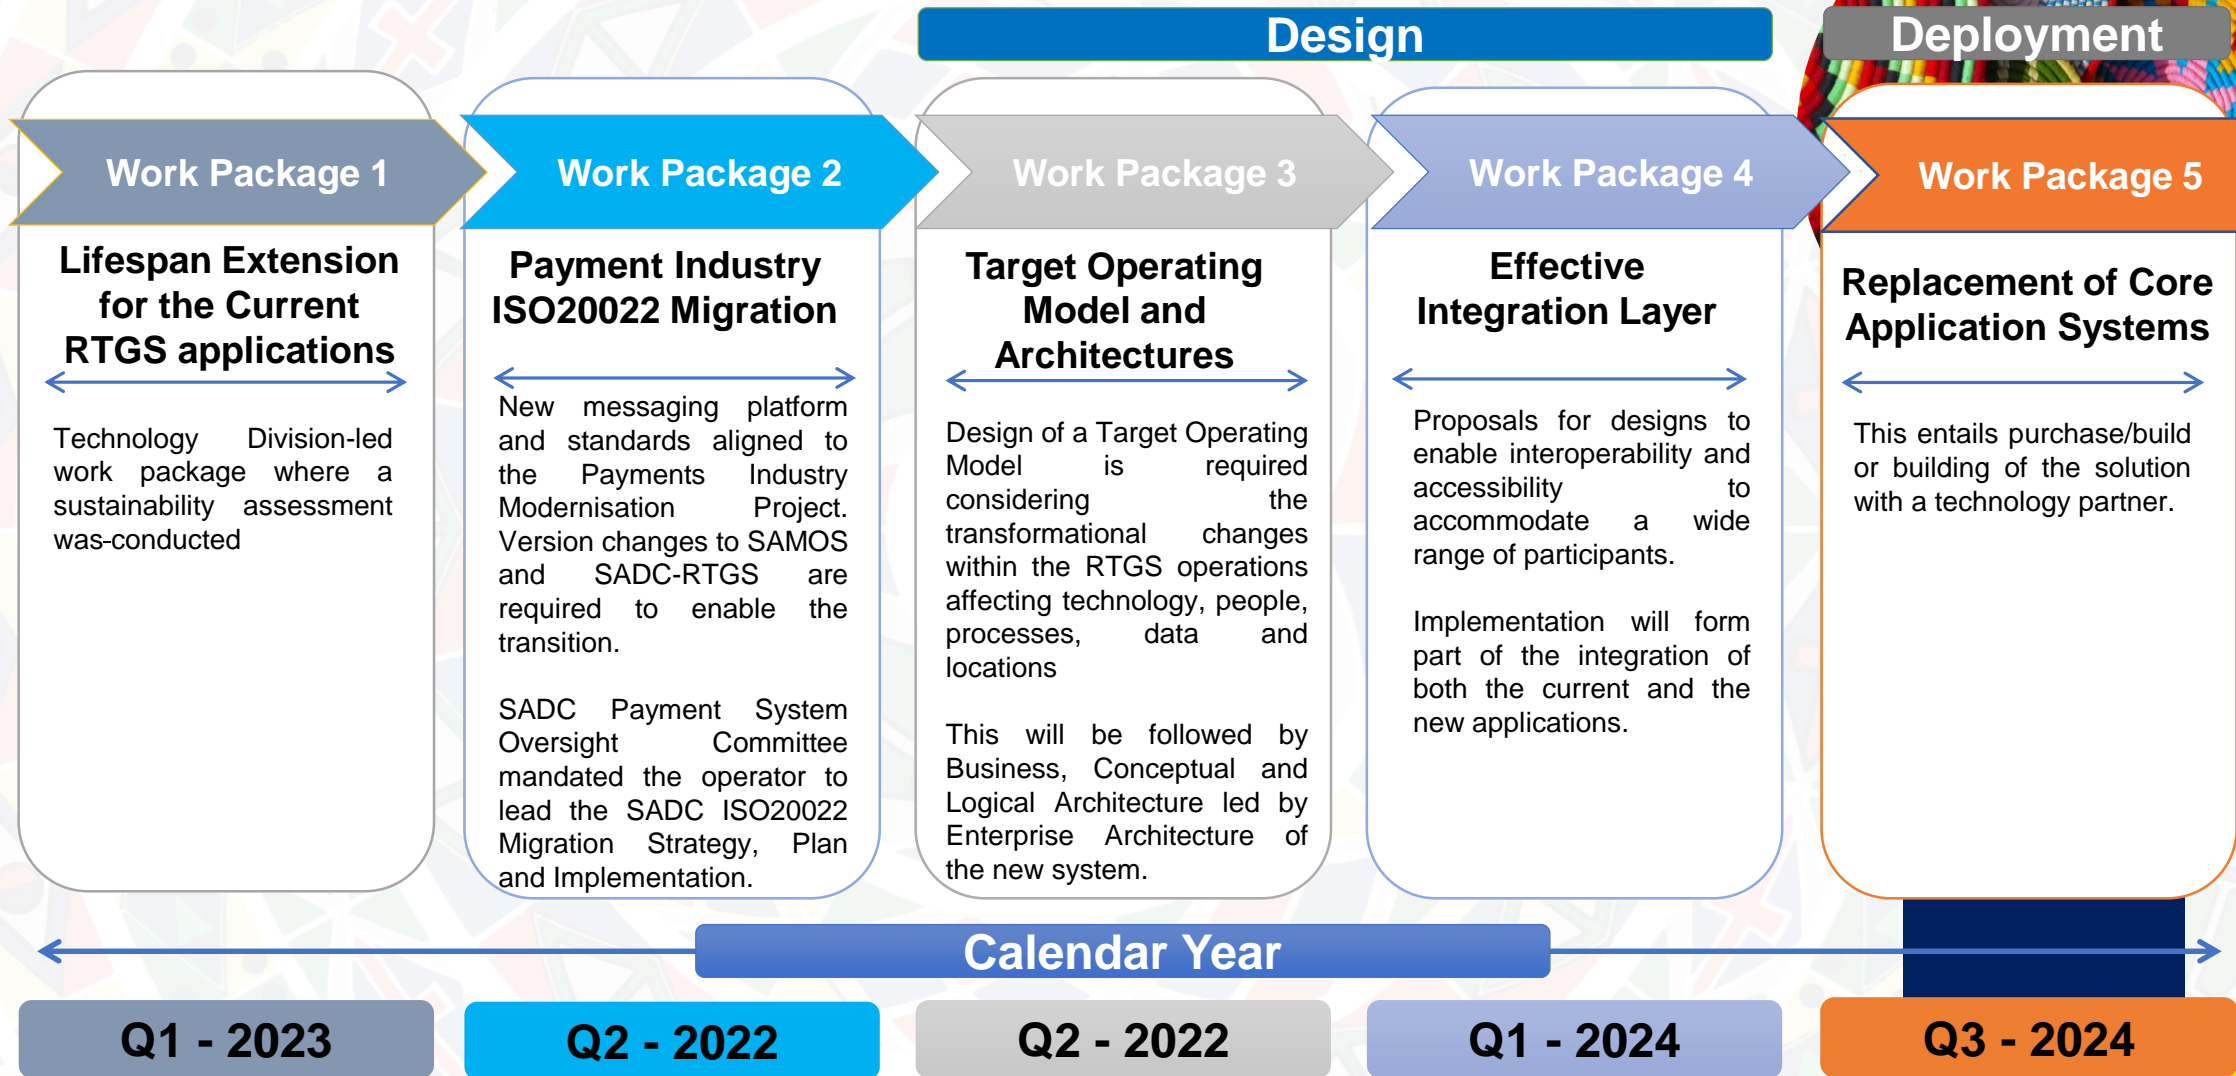 Design
Deployment
Work Package 1
Lifespan Extension
for the Current
RTGS applications
Technology Division-led
work package where a
sustainability assessment
was-conducted
Work Package 2
Payment Industry
ISO20022 Migration
New messaging platform
and standards aligned to
the Payments Industry
Modernisation Project.
Version changes to SAMOS
and SADC-RTGS are
required to enable the
transition.
SADC Payment System
Oversight Committee
mandated the operator to
lead the SADC ISO20022
Migration Strategy, Plan
and Implementation.
Work Package 3
Target Operating
Model and
Architectures
Design of a Target Operating
Model is required
considering the
transformational changes
within the RTGS operations
affecting technology, people,
processes, data and
locations
This will be followed by
Business, Conceptual and
Logical Architecture led by
Enterprise Architecture of
the new system.
Work Package 4
Effective
Integration Layer
Proposals for designs to
enable interoperability and
accessibility to
accommodate a wide
range of participants.
Implementation will form
part of the integration of
both the current and the
new applications.
Work Package 5
Replacement of Core
Application Systems
This entails purchase/build
or building of the solution
with a technology partner.
Calendar Year
Q1 - 2023
Q2 - 2022
Q2 - 2022
Q1 - 2024
Q3 - 2024